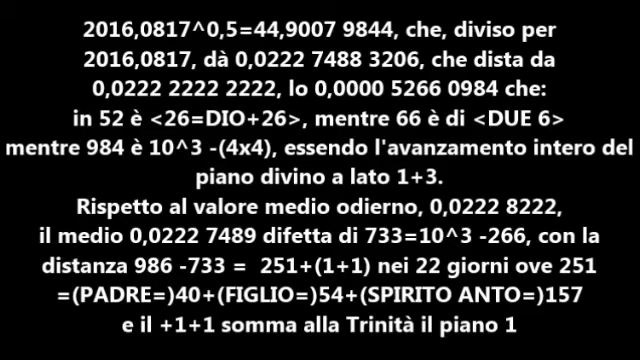 2016,0817^0,5=44,9007 9844, che, diviso per
2016,0817, dà 0,0222 7488 3206, che dista da
0,0222 2222 2222, lo 0,0000 5266 0984 che:
in 52 è <26=DIO+26>, mentre 66 è di <DUE 6>
mentre 984 è 10^3 -(4x4), essendo l'avanzamento intero del
piano divino a lato 1+3.
Rispetto al valore medio odierno, 0,0222 8222,
il medio 0,0222 7489 difetta di 733=10^3 -266, con la
distanza 986 -733 =  251+(1+1) nei 22 giorni ove 251
=(PADRE=)40+(FIGLIO=)54+(SPIRITO ANTO=)157
e il +1+1 somma alla Trinità il piano 1